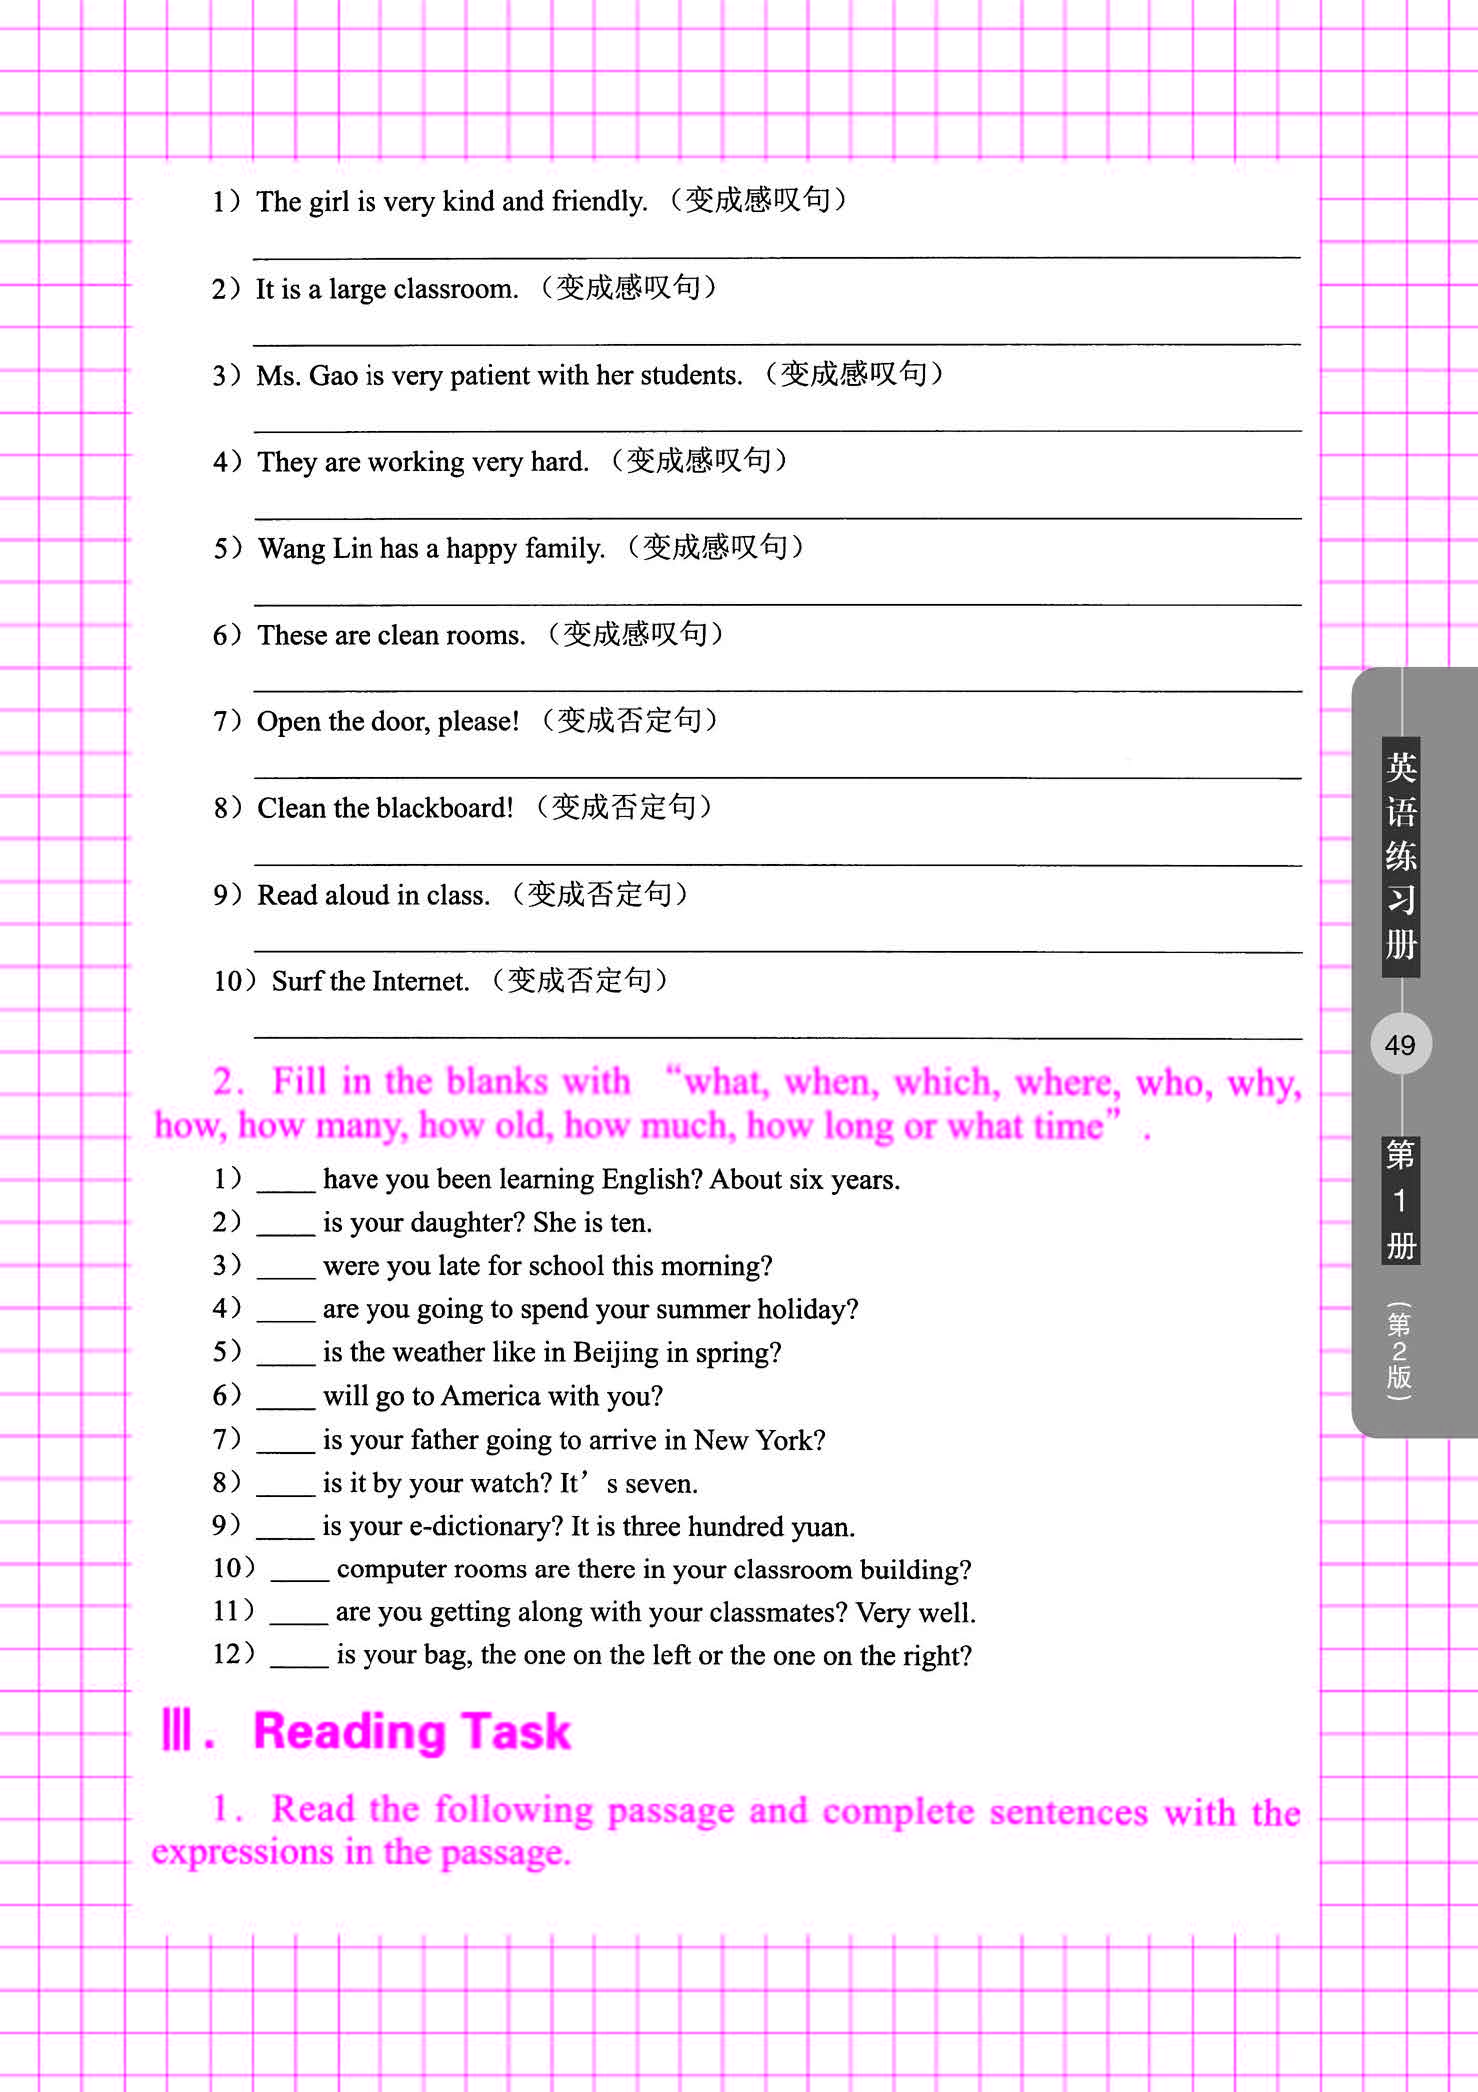 1）The girl is very kind and friendly.（变成感叹句）
2）It is a large classroom.（变成感叹句）
3）Ms. Gao is very patient with her students.（变成感叹句）
4）They are working very hard.（变成感叹句）
5）Wang Lin has a happy family.（变成感叹句）
6）These are clean rooms.（变成感叹句）
7）Open the door, please!（变成否定句）
8）Clean the blackboard!（变成否定句）
9）Read aloud in class.（变成否定句）
10）Surf the Internet.（变成否定句）
2. Fill in the blanks with “what, when, which, where, who, why,
how, how many, how old, how much, how long or what time”.
1）____ have you been learning English? About six years.
2）____ is your daughter? She is ten.
3）____ were you late for school this morning?
4）____ are you going to spend your summer holiday?
5）____ is the weather like in Beijing in spring?
6）____ will go to America with you?
7）____ is your father going to arrive in New York?
8）____ is it by your watch? It’s seven.
9）____ is your e-dictionary? It is three hundred yuan.
10）____ computer rooms are there in your classroom building?
11）____ are you getting along with your classmates? Very well.
12）____ is your bag, the one on the left or the one on the right?
Ⅲ. Reading Task
1. Read the following passage and complete sentences with the
expressions in the passage.
英语练习册
49
第1册
（第2版）